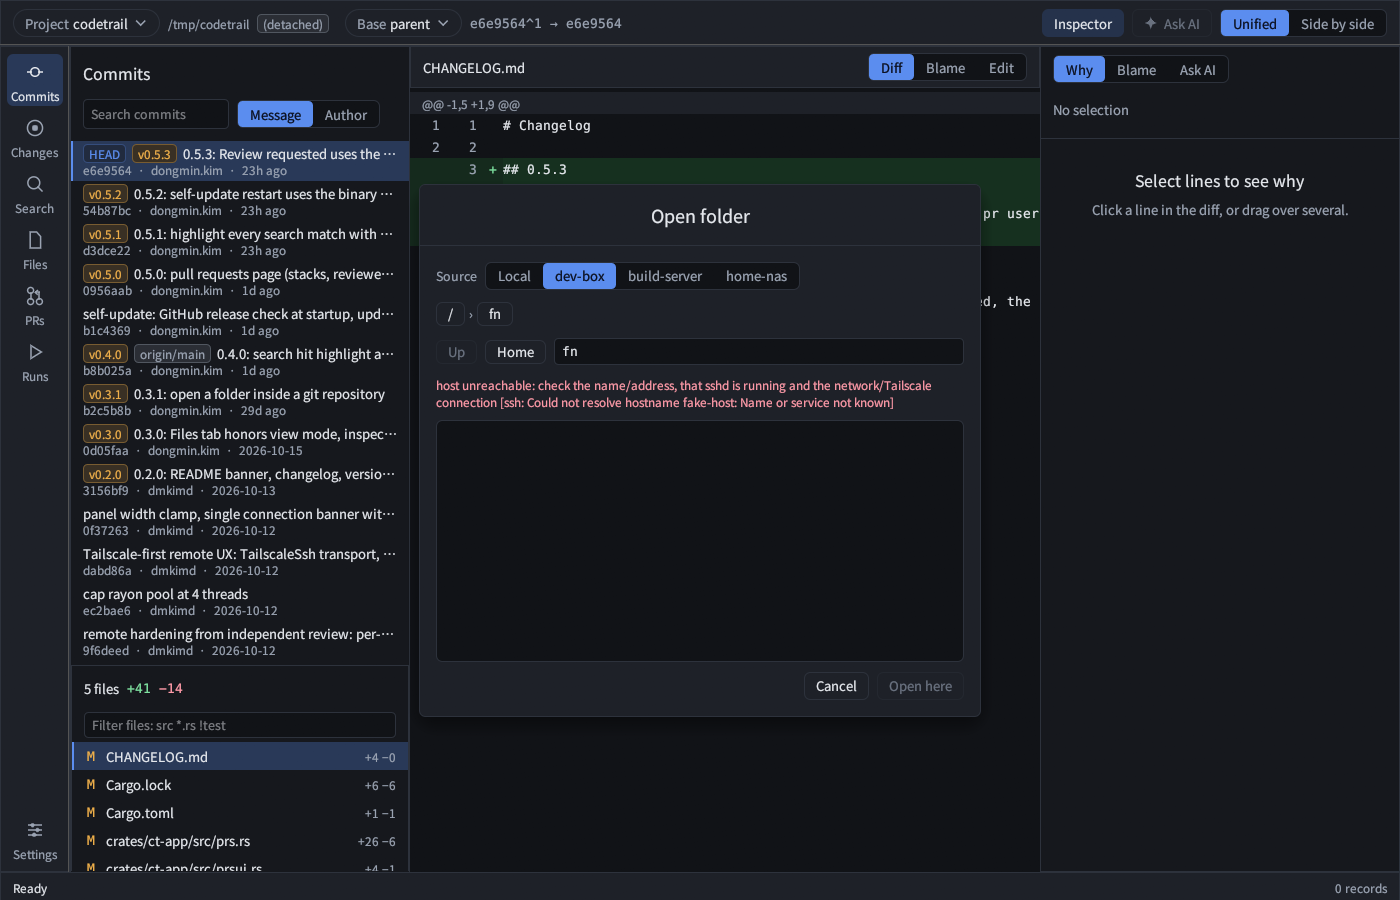 Project codetrail /tmp/codetrail (detached) Base parent e6e9564^1 → e6e9564 Inspector Ask AI Unified Side by side
Commits
Changes
Search
Files
PRs
Runs
Settings
Commits
Search commits Message Author
HEAD v0.5.3 0.5.3: Review requested uses the ···
e6e9564 · dongmin.kim · 23h ago
v0.5.2 0.5.2: self-update restart uses the binary ···
54b87bc · dongmin.kim · 23h ago
v0.5.1 0.5.1: highlight every search match with ···
d3dce22 · dongmin.kim · 23h ago
v0.5.0 0.5.0: pull requests page (stacks, reviewe···
0956aab · dongmin.kim · 1d ago
self-update: GitHub release check at startup, upd···
b1c4369 · dongmin.kim · 1d ago
v0.4.0 origin/main 0.4.0: search hit highlight a···
b8b025a · dongmin.kim · 1d ago
v0.3.1 0.3.1: open a folder inside a git repository
b2c5b8b · dongmin.kim · 29d ago
v0.3.0 0.3.0: Files tab honors view mode, inspec···
0d05faa · dongmin.kim · 2026-10-15
v0.2.0 0.2.0: README banner, changelog, versio···
3156bf9 · dmkimd · 2026-10-13
panel width clamp, single connection banner wit···
0f37263 · dmkimd · 2026-10-12
Tailscale-first remote UX: TailscaleSsh transport, ···
dabd86a · dmkimd · 2026-10-12
cap rayon pool at 4 threads
ec2bae6 · dmkimd · 2026-10-12
remote hardening from independent review: per-···
9f6deed · dmkimd · 2026-10-12
5 files +41 −14
Filter files: src *.rs !test
M CHANGELOG.md +4 −0
M Cargo.lock +6 −6
M Cargo.toml +1 −1
M crates/ct-app/src/prs.rs +26 −6
M crates/ct-app/src/prsui.rs +4 −1
CHANGELOG.md Diff Blame Edit
@@ -1,5 +1,9 @@
1 1 # Changelog
2 2
3 + ## 0.5.3
pr user
ed, the
Open folder
Source Local dev-box build-server home-nas
/ › fn
Up Home fn
host unreachable: check the name/address, that sshd is running and the network/Tailscale
connection [ssh: Could not resolve hostname fake-host: Name or service not known]
Cancel Open here
Why Blame Ask AI
No selection
Select lines to see why
Click a line in the diff, or drag over several.
Ready 0 records